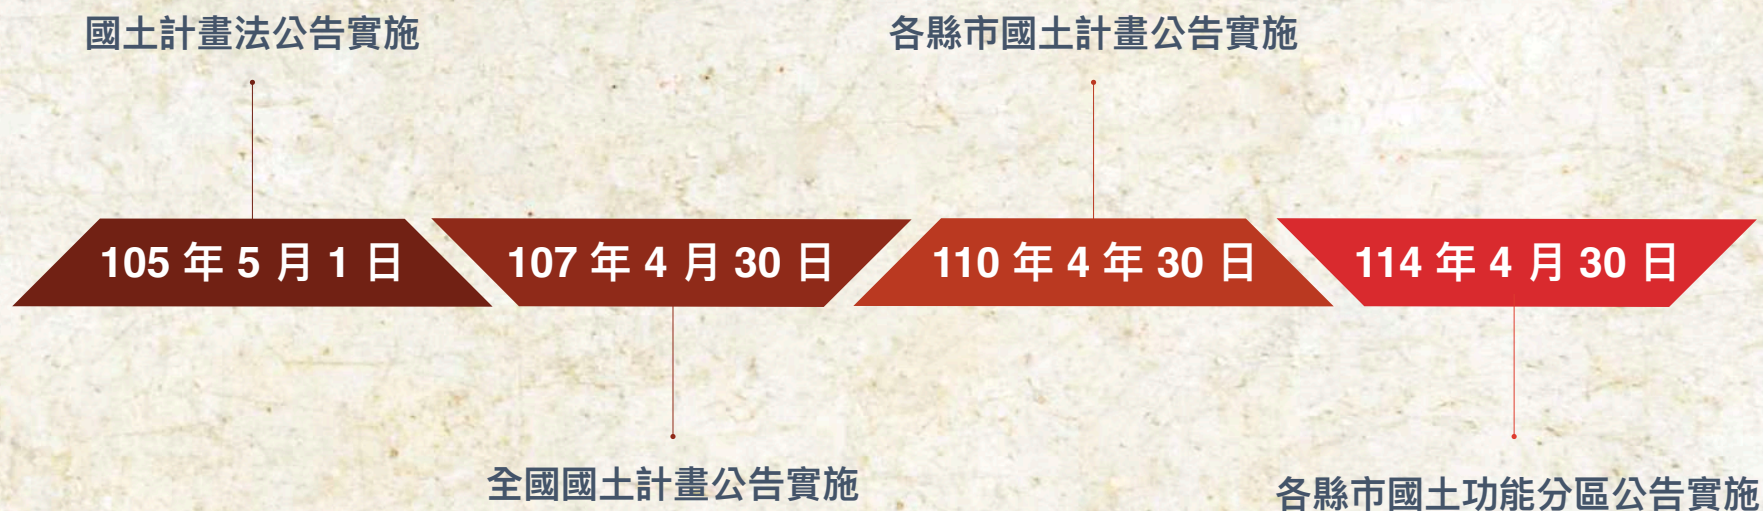 國土計畫法公告實施
各縣市國土計畫公告實施
105 年 5 月 1 日
107 年 4 月 30 日
110 年 4 年 30 日
114 年 4 月 30 日
全國國土計畫公告實施
各縣市國土功能分區公告實施